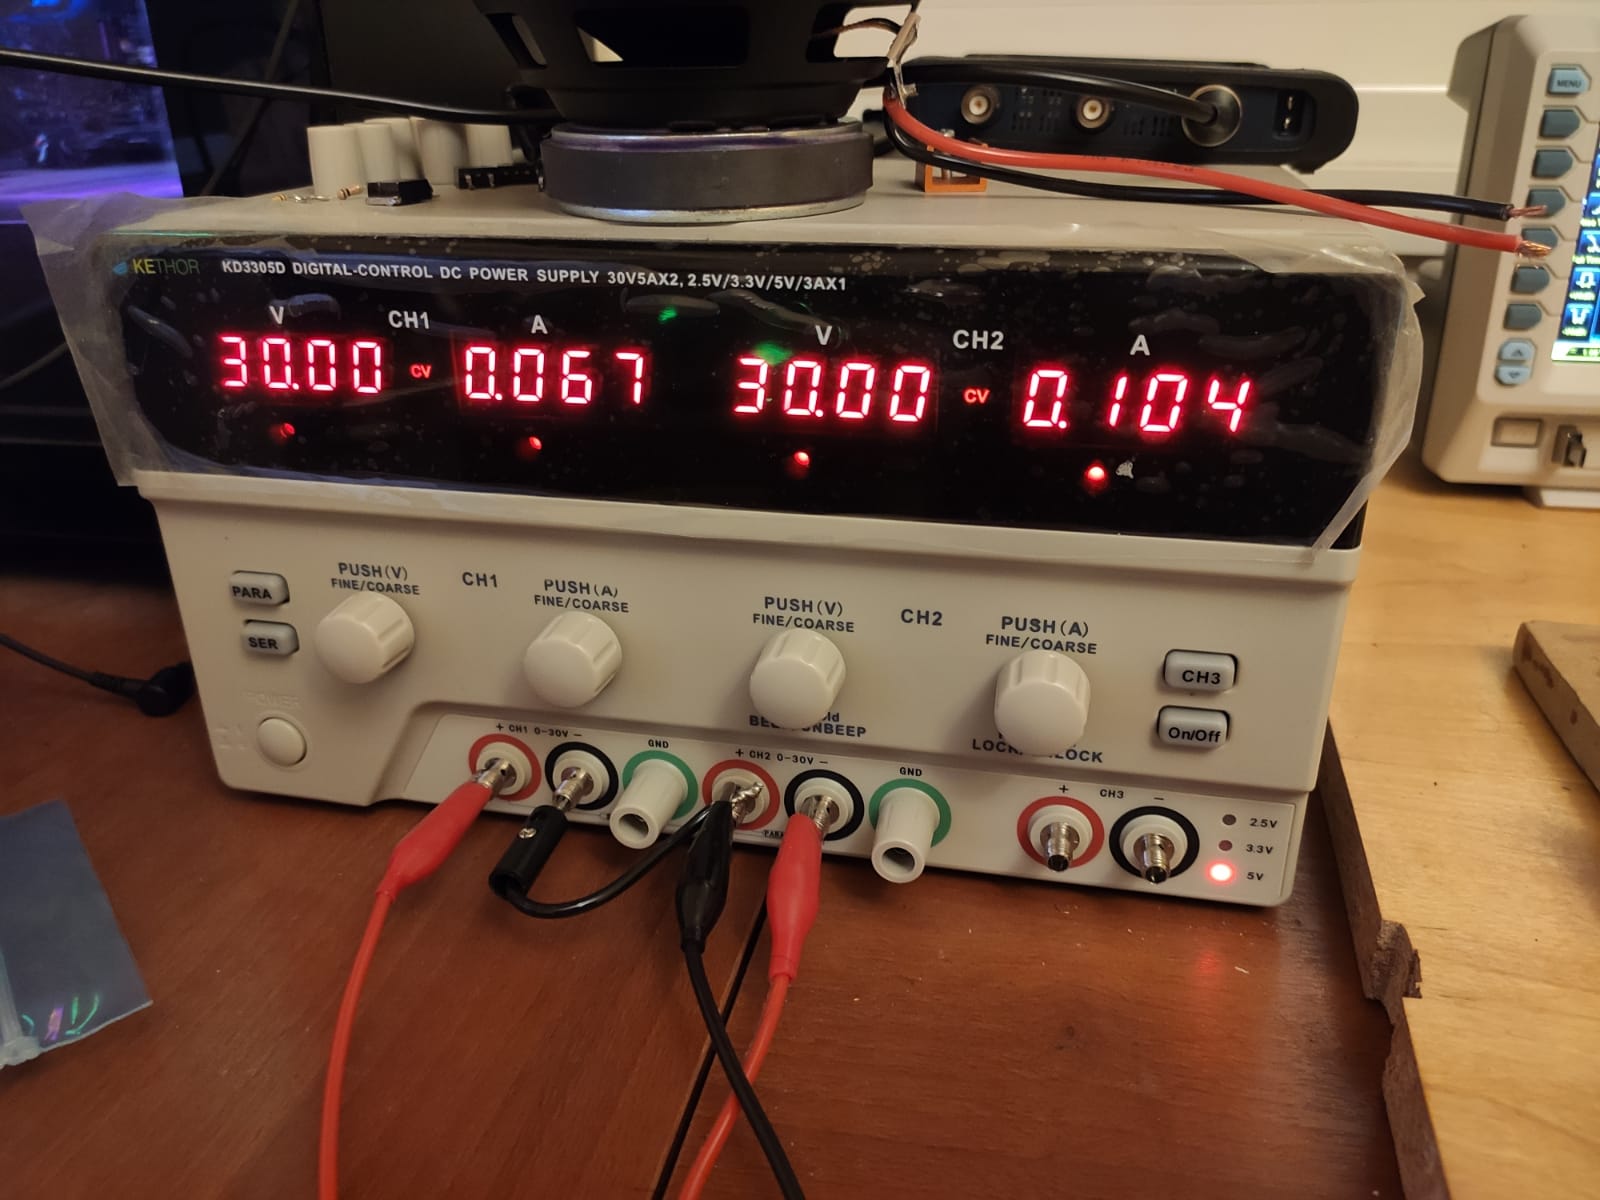 MENU
KETHOR KD3305D DIGITAL-CONTROL DC POWER SUPPLY 30V5AX2, 2.5V/3.3V/5V/3AX1
V CH1 A V CH2 A
30.00 CV 0.067 30.00 CV 0.104
PARA
SER
POWER
PUSH(V)
FINE/COARSE
CH1
PUSH(A)
FINE/COARSE
PUSH(V)
FINE/COARSE
CH2
PUSH(A)
FINE/COARSE
CH3
On/Off
+ CH1 0-30V −
GND
+ CH2 0-30V −
GND
+ CH3 −
2.5V
3.3V
5V